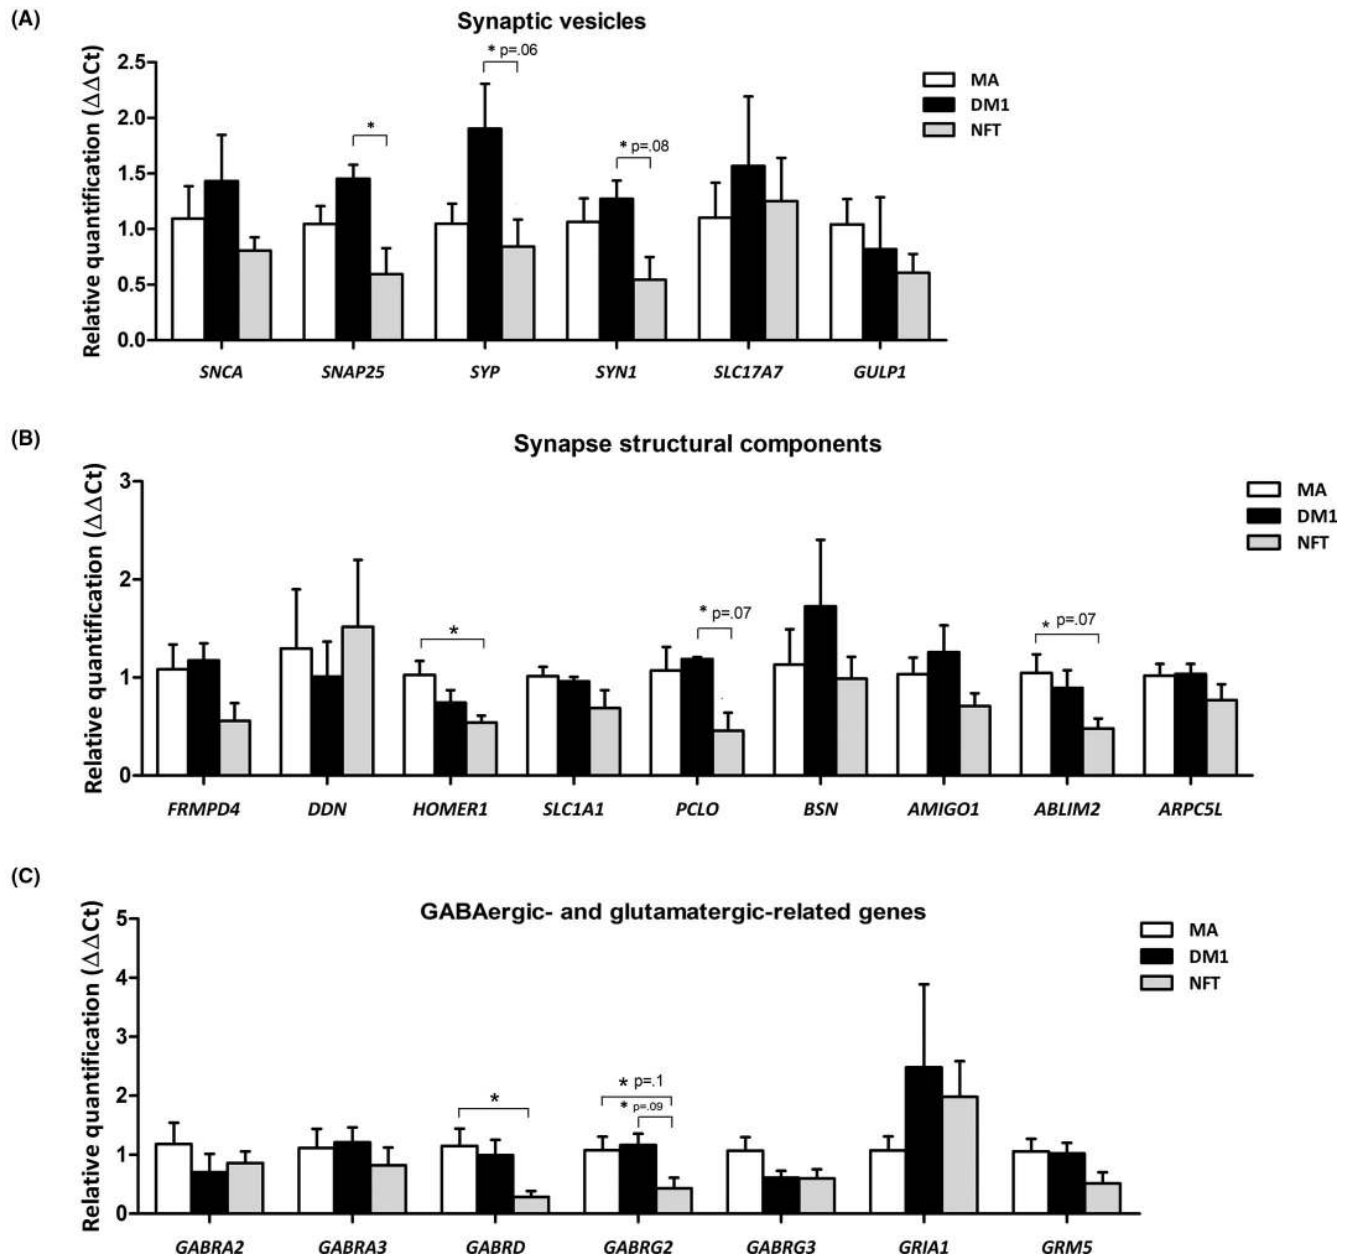 (A)
Synaptic vesicles
Relative quantification (ΔΔCt)
2.5
2.0
1.5
1.0
0.5
0.0
*
* p=.06
* p=.08
MA
DM1
NFT
SNCA SNAP25 SYP SYN1 SLC17A7 GULP1
(B)
Synapse structural components
Relative quantification (ΔΔCt)
3
2
1
0
*
* p=.07
* p=.07
MA
DM1
NFT
FRMPD4 DDN HOMER1 SLC1A1 PCLO BSN AMIGO1 ABLIM2 ARPC5L
(C)
GABAergic- and glutamatergic-related genes
Relative quantification (ΔΔCt)
5
4
3
2
1
0
*
* p=.1
* p=.09
MA
DM1
NFT
GABRA2 GABRA3 GABRD GABRG2 GABRG3 GRIA1 GRM5